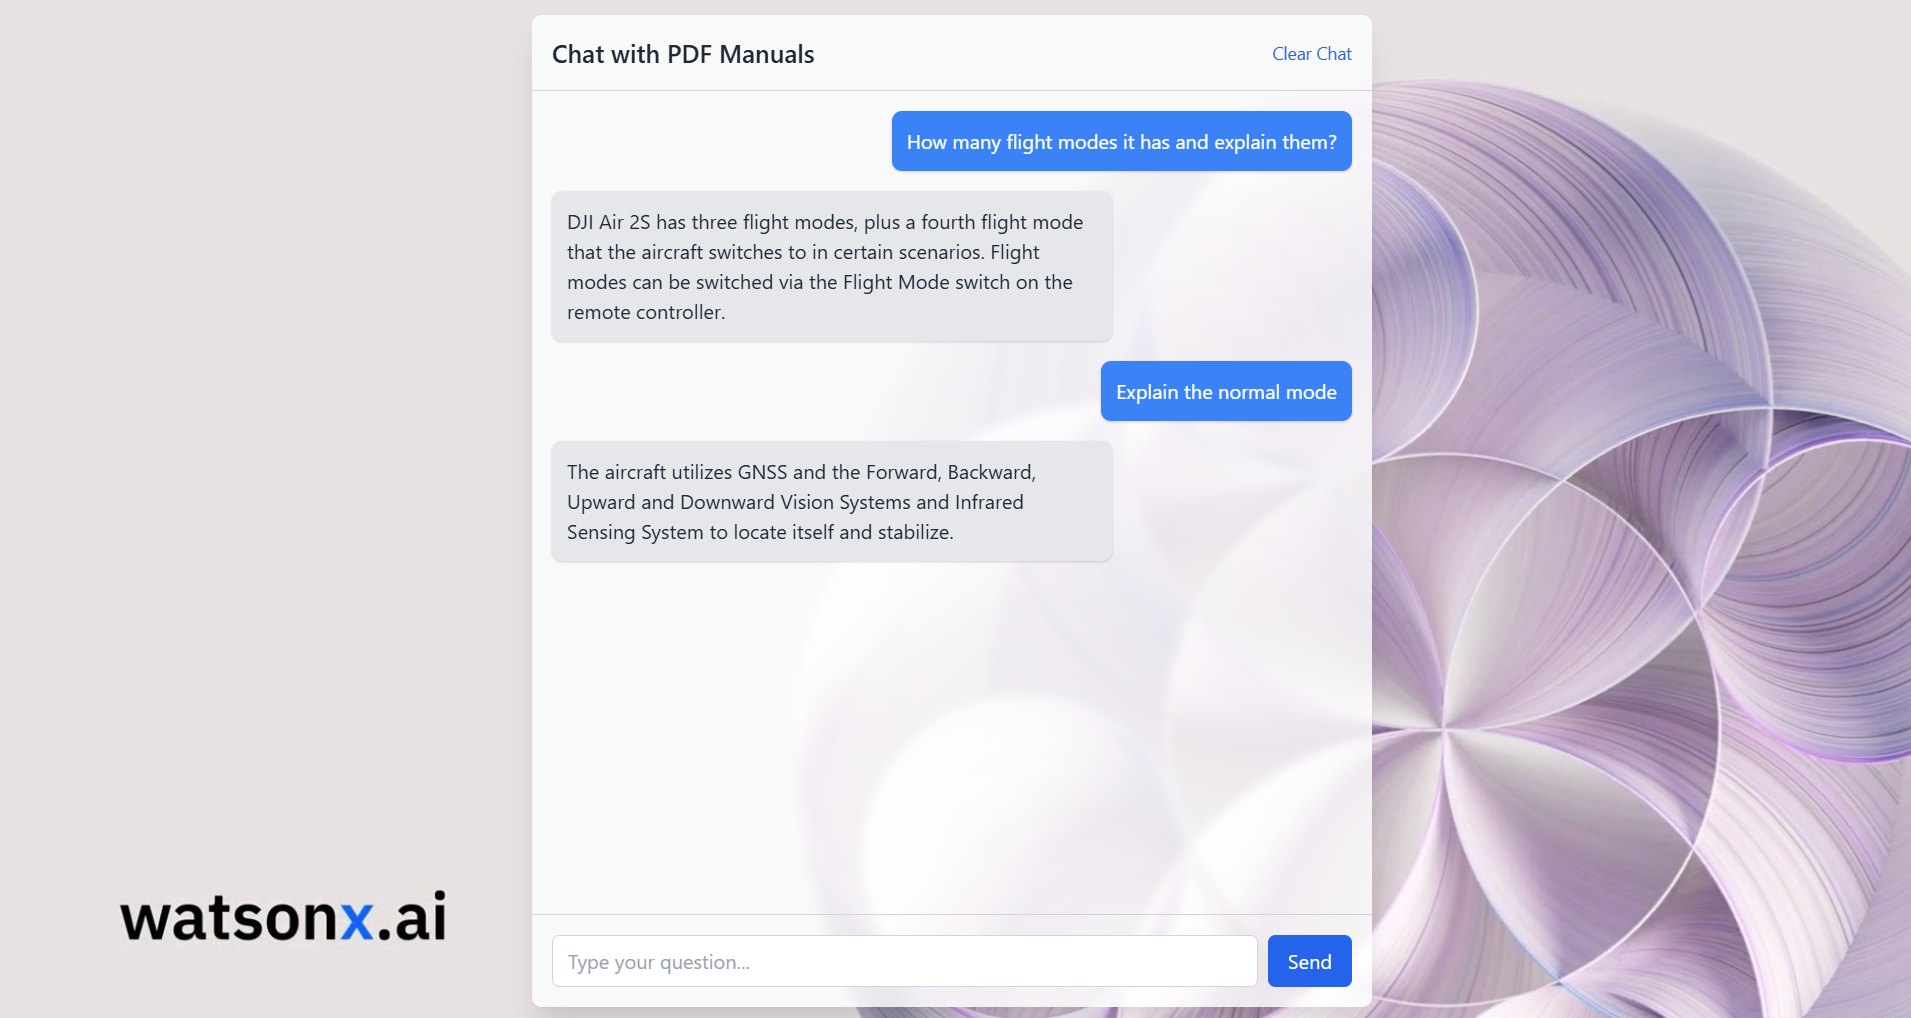 Chat with PDF Manuals
Clear Chat
How many flight modes it has and explain them?
DJI Air 2S has three flight modes, plus a fourth flight mode
that the aircraft switches to in certain scenarios. Flight
modes can be switched via the Flight Mode switch on the
remote controller.
Explain the normal mode
The aircraft utilizes GNSS and the Forward, Backward,
Upward and Downward Vision Systems and Infrared
Sensing System to locate itself and stabilize.
watsonx.ai
Type your question...
Send